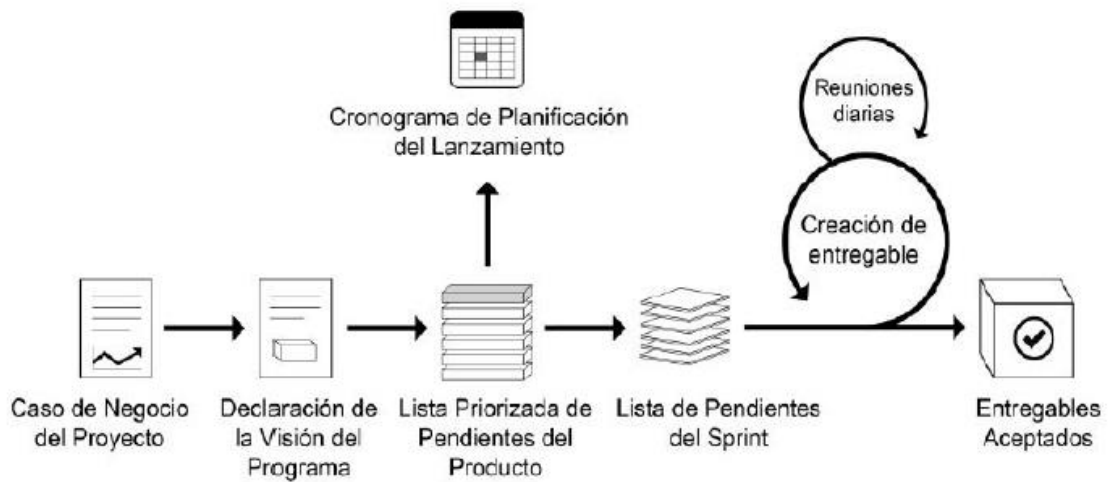 Cronograma de Planificación
del Lanzamiento
Reuniones
diarias
Creación de
entregable
Caso de Negocio
del Proyecto
Declaración de
la Visión del
Programa
Lista Priorizada de
Pendientes del
Producto
Lista de Pendientes
del Sprint
Entregables
Aceptados